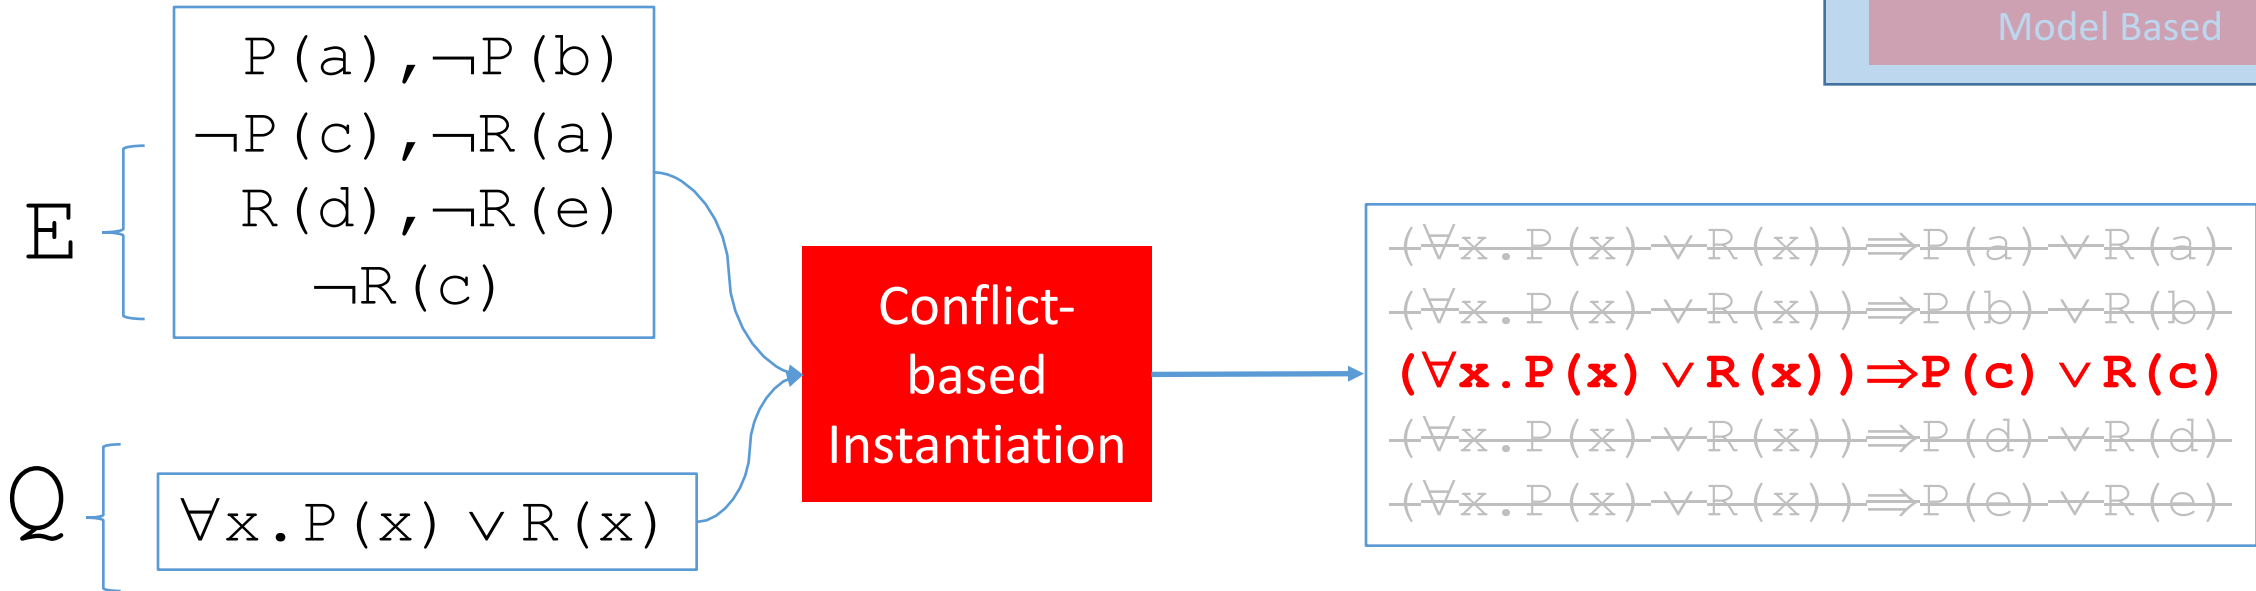 Model Based
E
P(a),¬P(b)
¬P(c),¬R(a)
R(d),¬R(e)
¬R(c)
Q
∀x.P(x)∨R(x)
Conflict-
based
Instantiation
(∀x.P(x)∨R(x))⇒P(a)∨R(a)
(∀x.P(x)∨R(x))⇒P(b)∨R(b)
(∀x.P(x)∨R(x))⇒P(c)∨R(c)
(∀x.P(x)∨R(x))⇒P(d)∨R(d)
(∀x.P(x)∨R(x))⇒P(e)∨R(e)